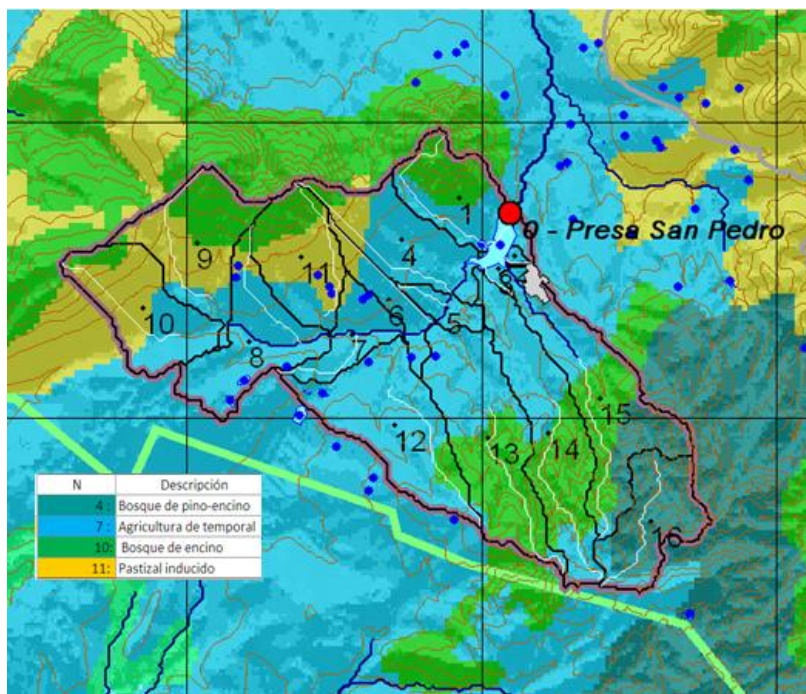 1
0 - Presa San Pedro
9
4
11
10
6
5
8
7
15
12
13
14
16
N Descripción
4 : Bosque de pino-encino
7 : Agricultura de temporal
10: Bosque de encino
11: Pastizal inducido